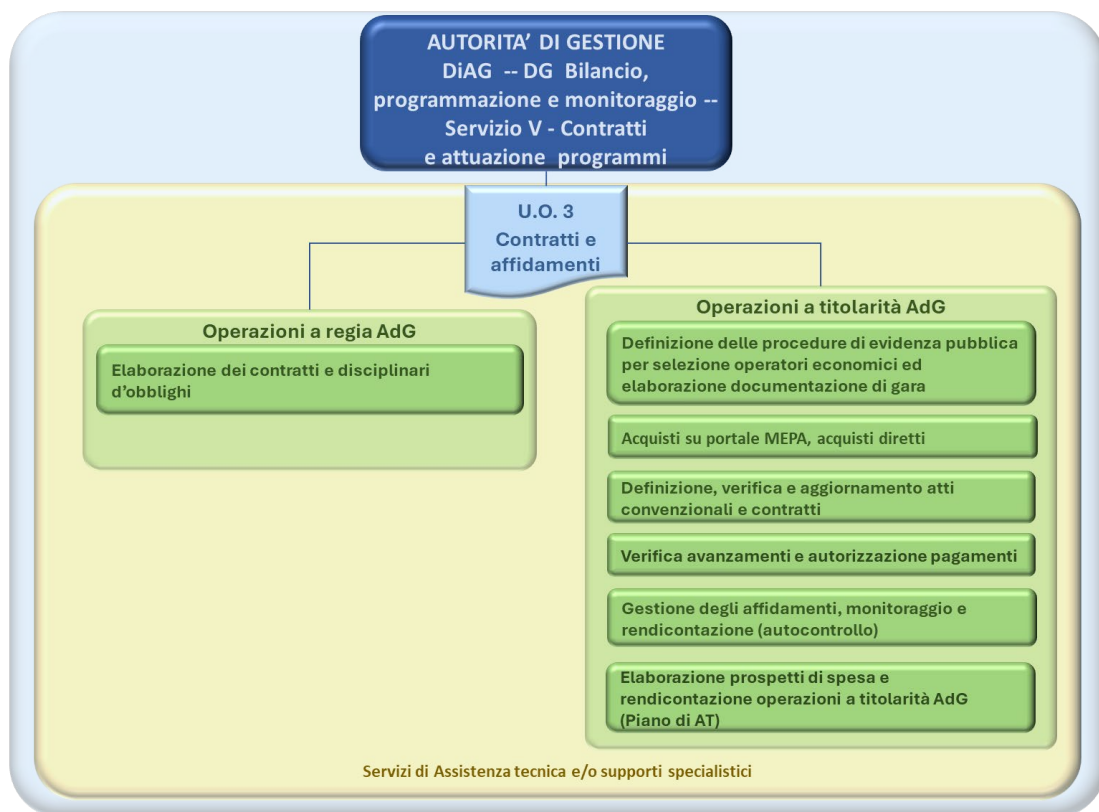 AUTORITA’ DI GESTIONE
DiAG -- DG Bilancio,
programmazione e monitoraggio --
Servizio V - Contratti
e attuazione programmi
U.O. 3
Contratti e
affidamenti
Operazioni a regia AdG
Elaborazione dei contratti e disciplinari
d’obblighi
Operazioni a titolarità AdG
Definizione delle procedure di evidenza pubblica
per selezione operatori economici ed
elaborazione documentazione di gara
Acquisti su portale MEPA, acquisti diretti
Definizione, verifica e aggiornamento atti
convenzionali e contratti
Verifica avanzamenti e autorizzazione pagamenti
Gestione degli affidamenti, monitoraggio e
rendicontazione (autocontrollo)
Elaborazione prospetti di spesa e
rendicontazione operazioni a titolarità AdG
(Piano di AT)
Servizi di Assistenza tecnica e/o supporti specialistici